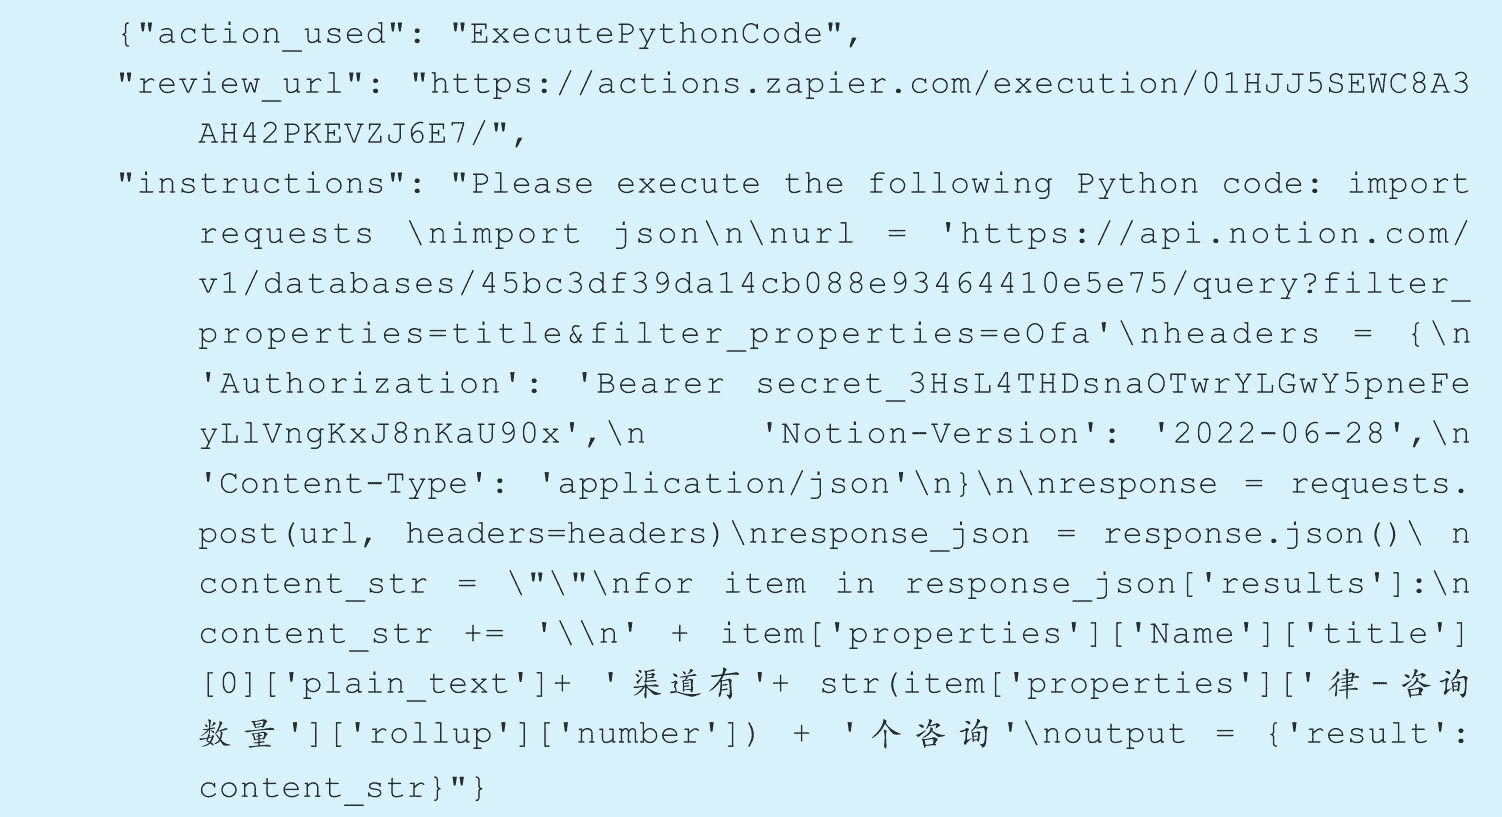 {"action_used": "ExecutePythonCode",
"review_url": "https://actions.zapier.com/execution/01HJJ5SEWC8A3
AH42PKEVZJ6E7/",
"instructions": "Please execute the following Python code: import
requests \nimport json\n\nurl = 'https://api.notion.com/
v1/databases/45bc3df39da14cb088e93464410e5e75/query?filter_
properties=title&filter_properties=eOfa'\nheaders = {\n
'Authorization': 'Bearer secret_3HsL4THDsnaOTwrYLGwY5pneFe
yLlVngKxJ8nKaU90x',\n 'Notion-Version': '2022-06-28',\n
'Content-Type': 'application/json'\n}\n\nresponse = requests.
post(url, headers=headers)\nresponse_json = response.json()\ n
content_str = \"\"\nfor item in response_json['results']:\n
content_str += '\\n' + item['properties']['Name']['title']
[0]['plain_text']+ '渠道有'+ str(item['properties']['律-咨询
数量']['rollup']['number']) + '个咨询'\noutput = {'result':
content_str}"}